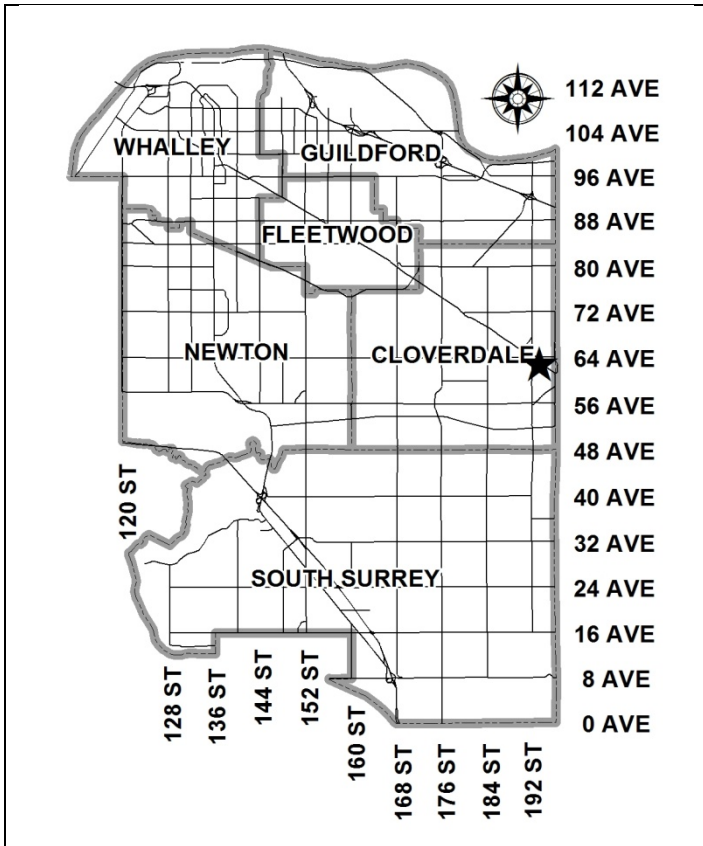 112 AVE
104 AVE
WHALLEY
GUILDFORD
96 AVE
88 AVE
FLEETWOOD
80 AVE
72 AVE
NEWTON
CLOVERDALE
64 AVE
56 AVE
48 AVE
120 ST
40 AVE
32 AVE
SOUTH SURREY
24 AVE
16 AVE
8 AVE
0 AVE
128 ST
136 ST
144 ST
152 ST
160 ST
168 ST
176 ST
184 ST
192 ST